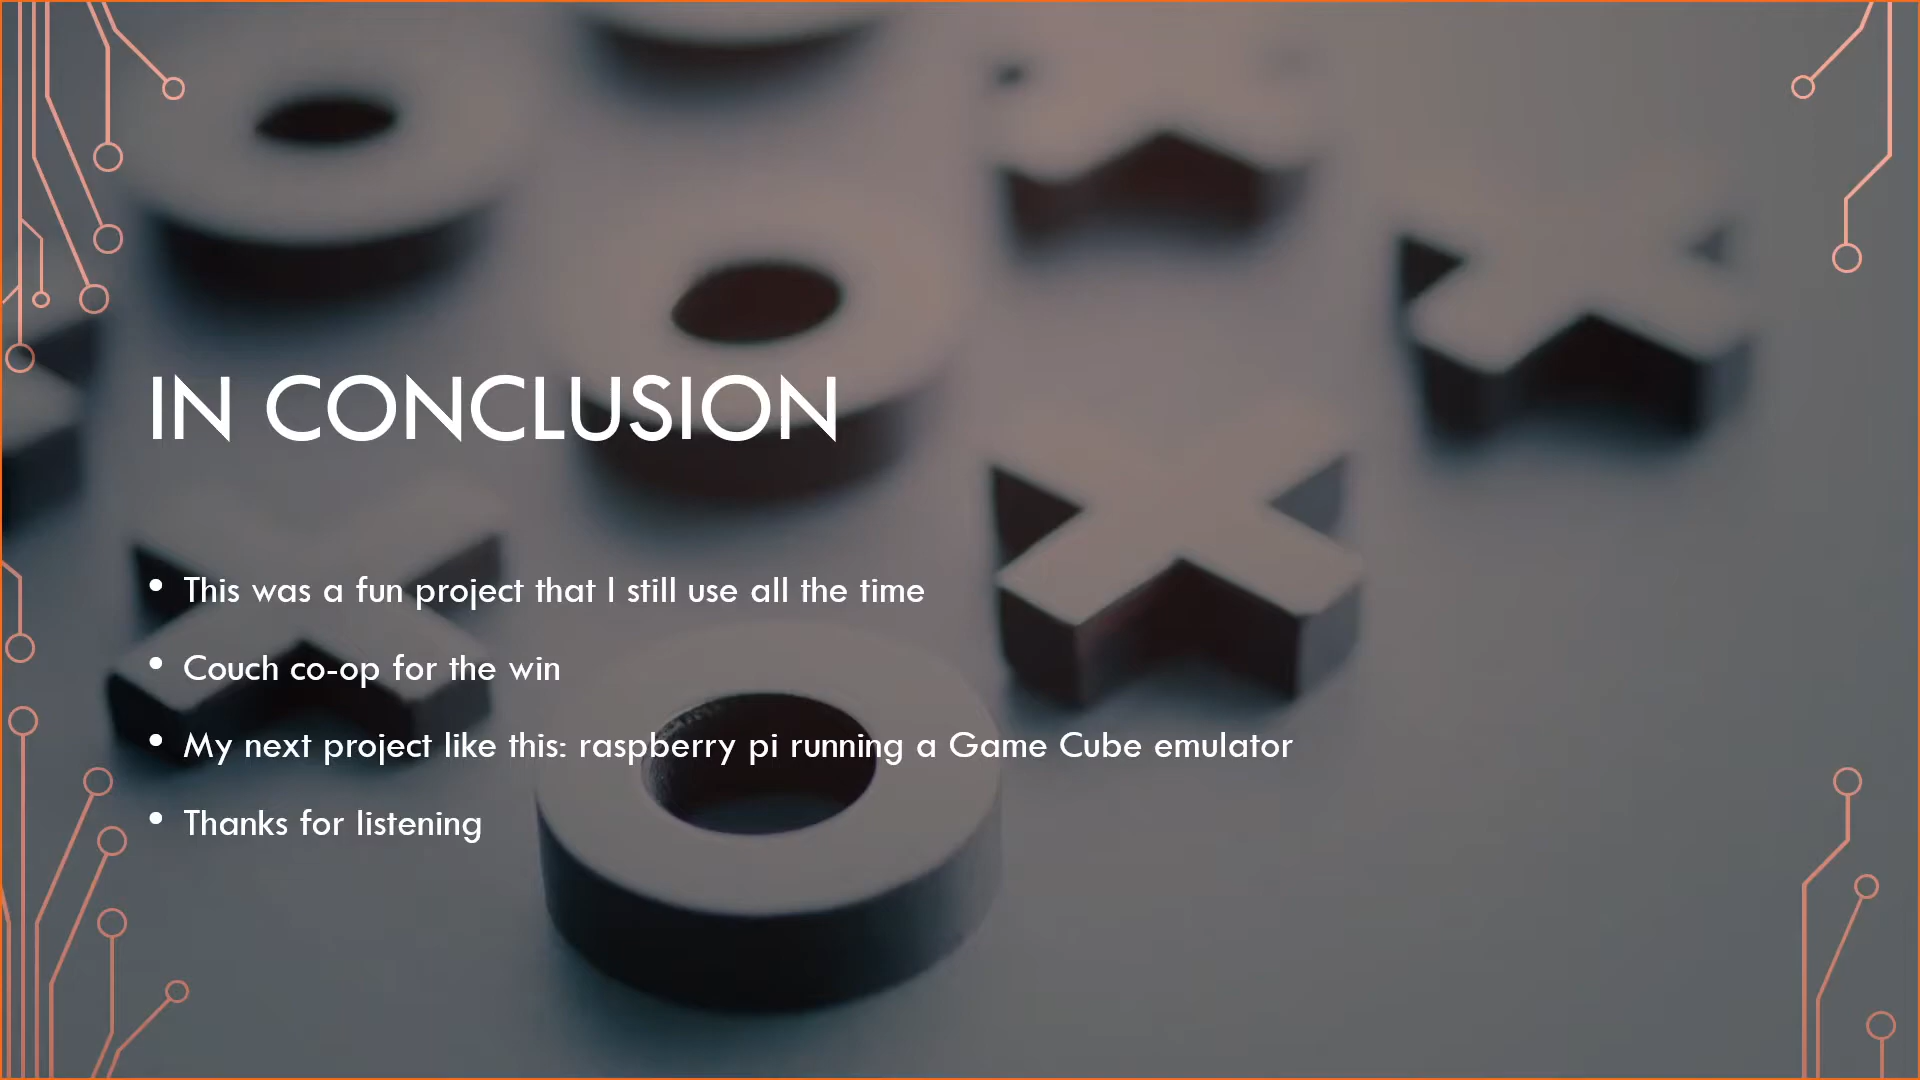 IN CONCLUSION
• This was a fun project that I still use all the time
• Couch co-op for the win
• My next project like this: raspberry pi running a Game Cube emulator
• Thanks for listening